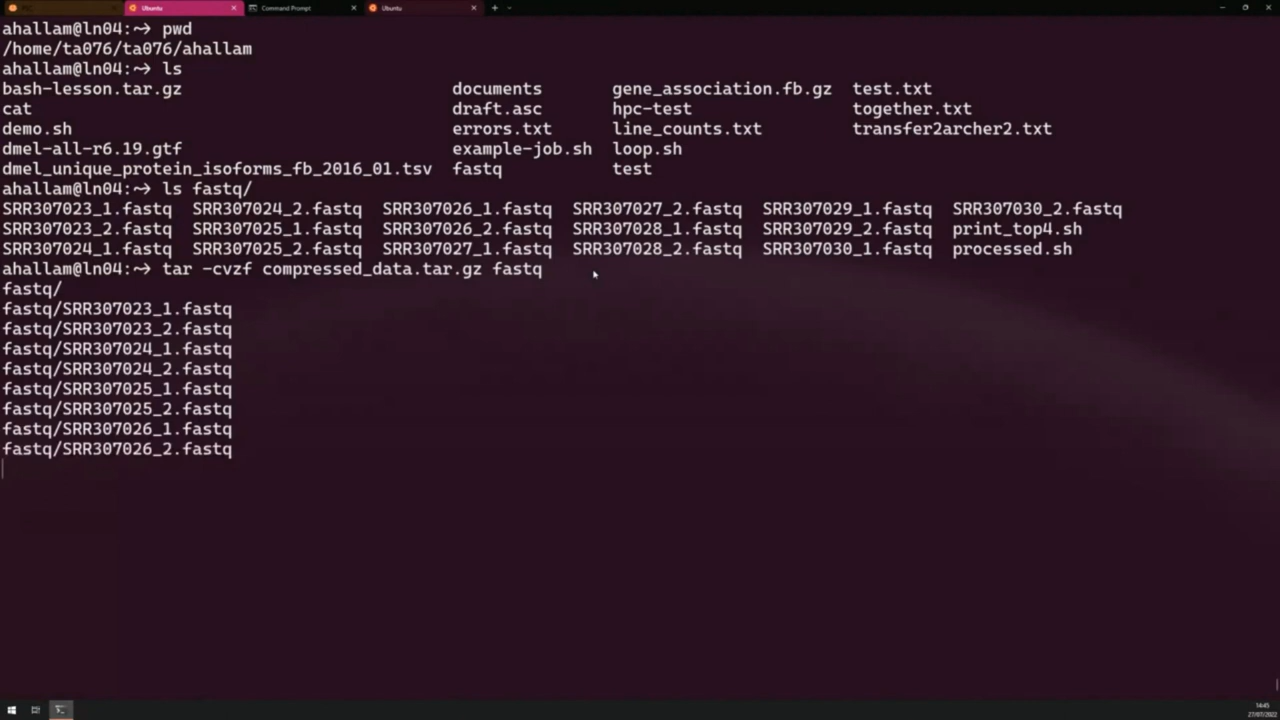 Ubuntu Command Prompt Ubuntu
ahallam@ln04:~> pwd
/home/ta076/ta076/ahallam
ahallam@ln04:~> ls
bash-lesson.tar.gz documents gene_association.fb.gz test.txt
cat draft.asc hpc-test together.txt
demo.sh errors.txt line_counts.txt transfer2archer2.txt
dmel-all-r6.19.gtf example-job.sh loop.sh
dmel_unique_protein_isoforms_fb_2016_01.tsv fastq test
ahallam@ln04:~> ls fastq/
SRR307023_1.fastq SRR307024_2.fastq SRR307026_1.fastq SRR307027_2.fastq SRR307029_1.fastq SRR307030_2.fastq
SRR307023_2.fastq SRR307025_1.fastq SRR307026_2.fastq SRR307028_1.fastq SRR307029_2.fastq print_top4.sh
SRR307024_1.fastq SRR307025_2.fastq SRR307027_1.fastq SRR307028_2.fastq SRR307030_1.fastq processed.sh
ahallam@ln04:~> tar -cvzf compressed_data.tar.gz fastq
fastq/
fastq/SRR307023_1.fastq
fastq/SRR307023_2.fastq
fastq/SRR307024_1.fastq
fastq/SRR307024_2.fastq
fastq/SRR307025_1.fastq
fastq/SRR307025_2.fastq
fastq/SRR307026_1.fastq
fastq/SRR307026_2.fastq
14:45
27/07/2022